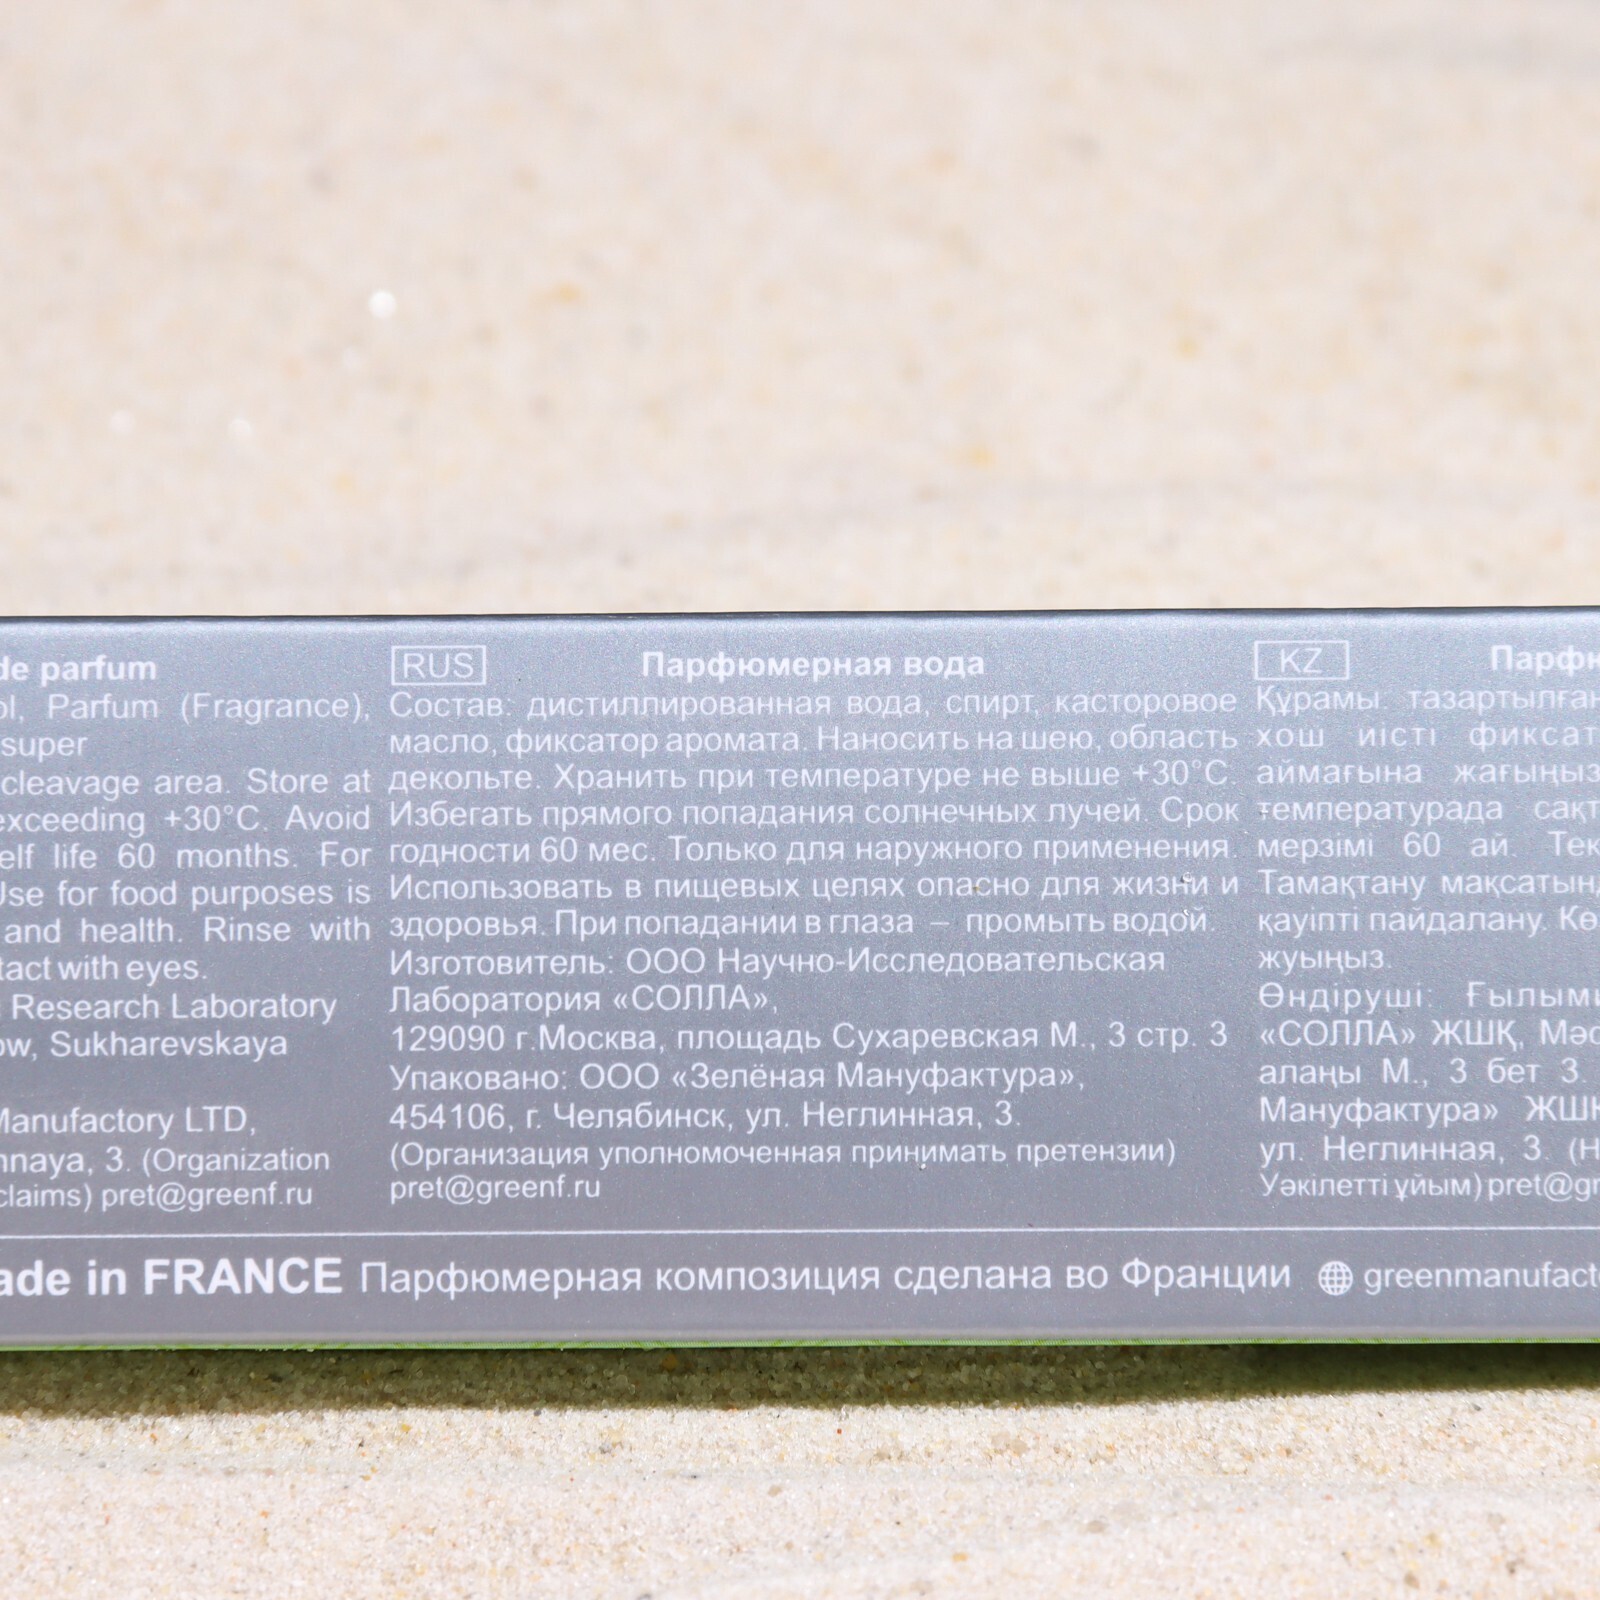 de parfum
ol, Parfum (Fragrance),
super
cleavage area. Store at
exceeding +30°C. Avoid
elf life 60 months. For
Use for food purposes is
and health. Rinse with
tact with eyes.
Research Laboratory
ow, Sukharevskaya
Manufactory LTD,
nnaya, 3. (Organization
claims) pret@greenf.ru
RUS Парфюмерная вода
Состав: дистиллированная вода, спирт, касторовое
масло, фиксатор аромата. Наносить на шею, область
декольте. Хранить при температуре не выше +30°C.
Избегать прямого попадания солнечных лучей. Срок
годности 60 мес. Только для наружного применения.
Использовать в пищевых целях опасно для жизни и
здоровья. При попадании в глаза – промыть водой.
Изготовитель: ООО Научно-Исследовательская
Лаборатория «СОЛЛА»,
129090 г.Москва, площадь Сухаревская М., 3 стр. 3
Упаковано: ООО «Зелёная Мануфактура»,
454106, г. Челябинск, ул. Неглинная, 3.
(Организация уполномоченная принимать претензии)
pret@greenf.ru
KZ Парфю
Құрамы: тазартылған
хош иісті фиксат
аймағына жағыңыз
температурада сақт
мерзімі 60 ай. Тек
Тамақтану мақсатынд
қауіпті пайдалану. Кө
жуыңыз.
Өндіруші: Ғылыми
«СОЛЛА» ЖШҚ, Мәс
алаңы М., 3 бет 3.
Мануфактура» ЖШҚ
ул. Неглинная, 3. (Н
Уәкілетті ұйым) pret@gr
ade in FRANCE Парфюмерная композиция сделана во Франции greenmanufacto